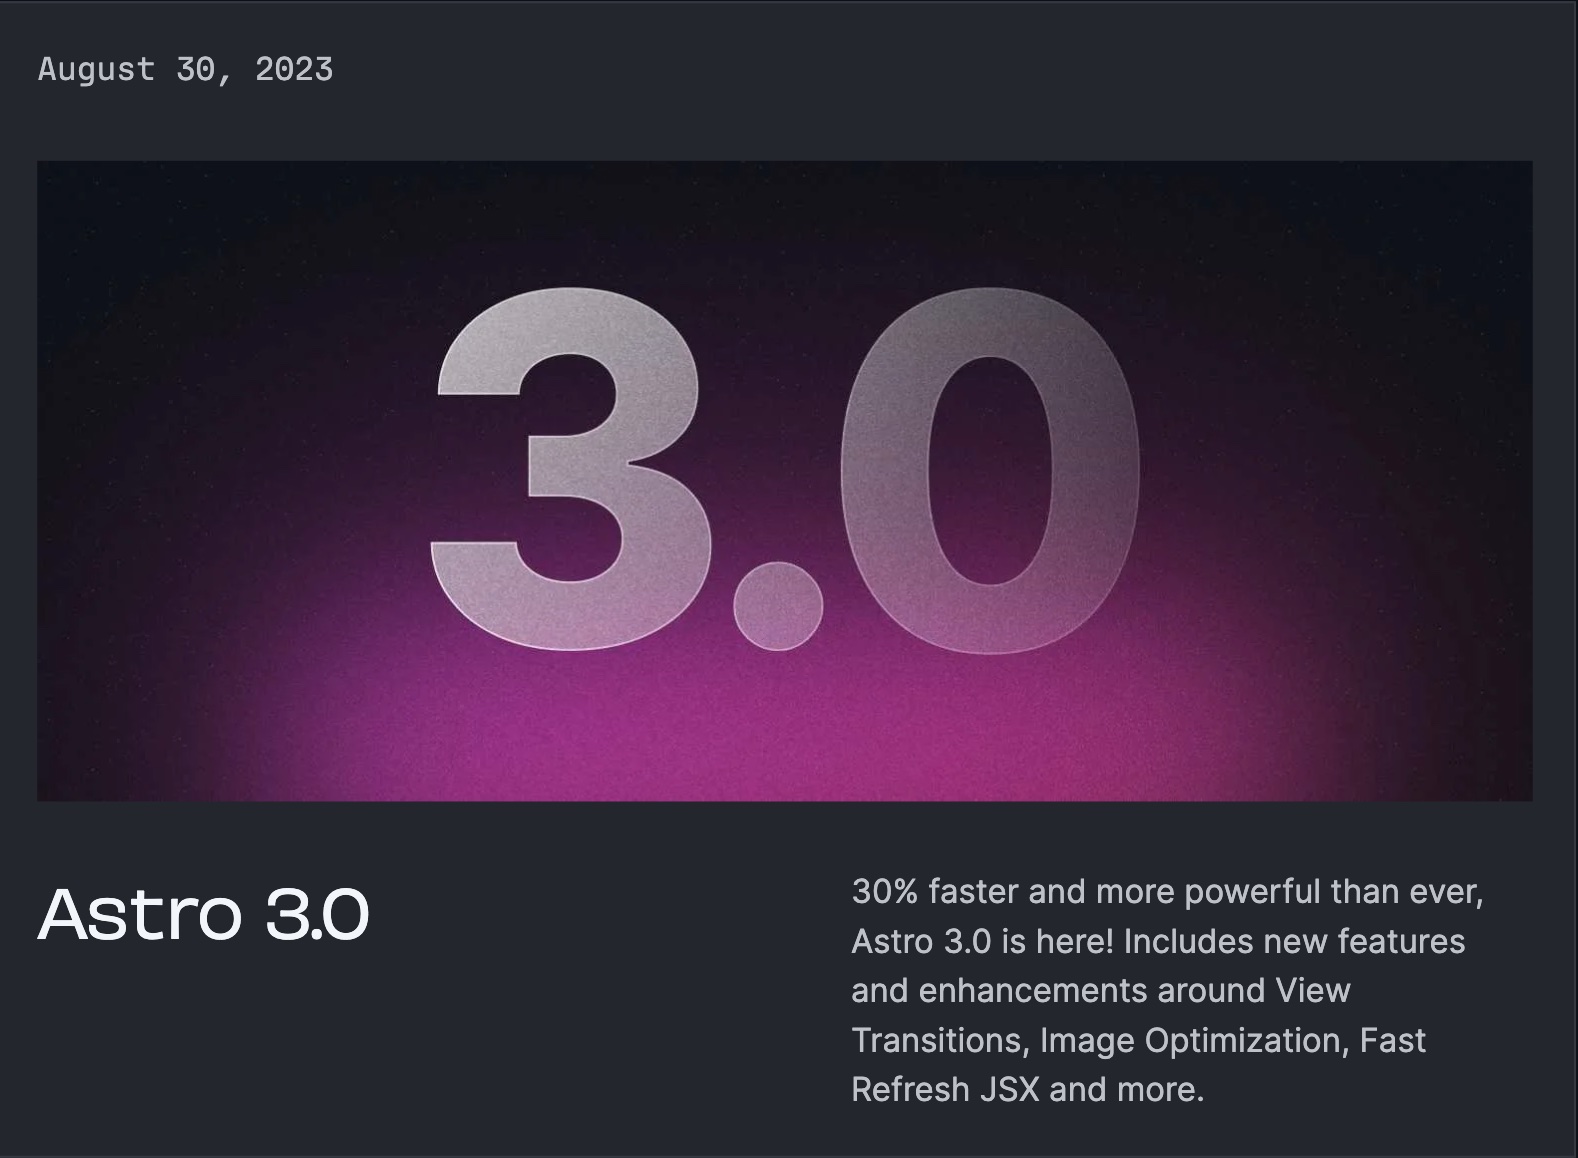 August 30, 2023
3.0
Astro 3.0
30% faster and more powerful than ever,
Astro 3.0 is here! Includes new features
and enhancements around View
Transitions, Image Optimization, Fast
Refresh JSX and more.